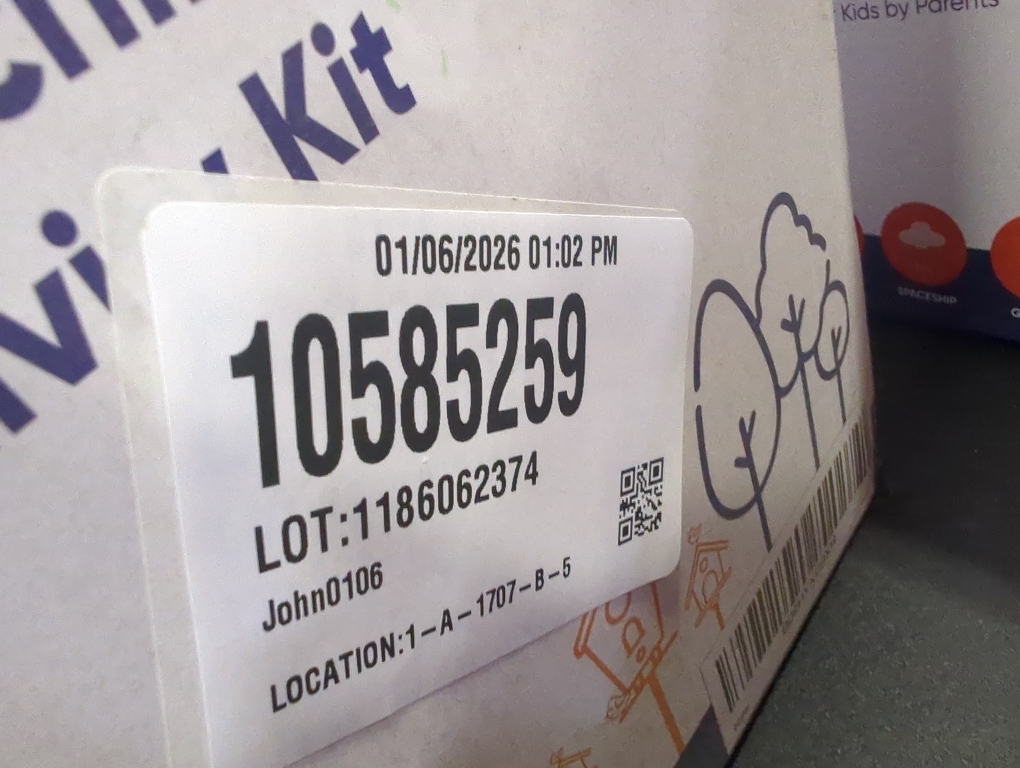 Kit
Kids by Parents
SPACESHIP
01/06/2026 01:02 PM
10585259
LOT:1186062374
John0106
LOCATION:1-A-1707-B-5